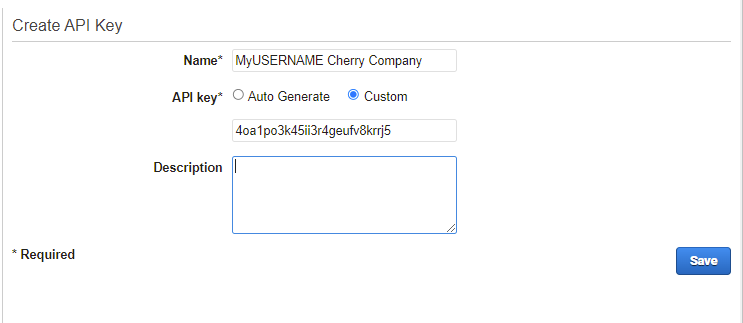 Create API Key
Name* MyUSERNAME Cherry Company
API key* Auto Generate Custom
4oa1po3k45ii3r4geufv8krrj5
Description
* Required
Save